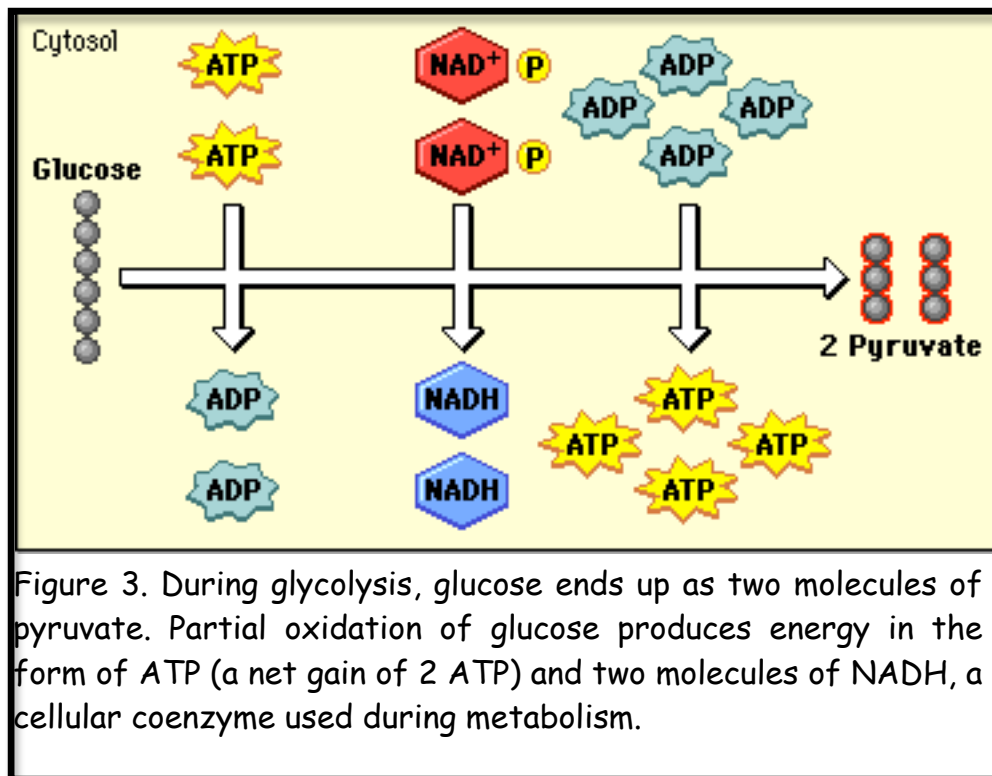 Cytosol
ATP NAD+ P ADP
ADP ADP
ATP NAD+ P ADP
Glucose
2 Pyruvate
ADP NADH ATP
ATP ATP
ADP NADH ATP
Figure 3. During glycolysis, glucose ends up as two molecules of
pyruvate. Partial oxidation of glucose produces energy in the
form of ATP (a net gain of 2 ATP) and two molecules of NADH, a
cellular coenzyme used during metabolism.